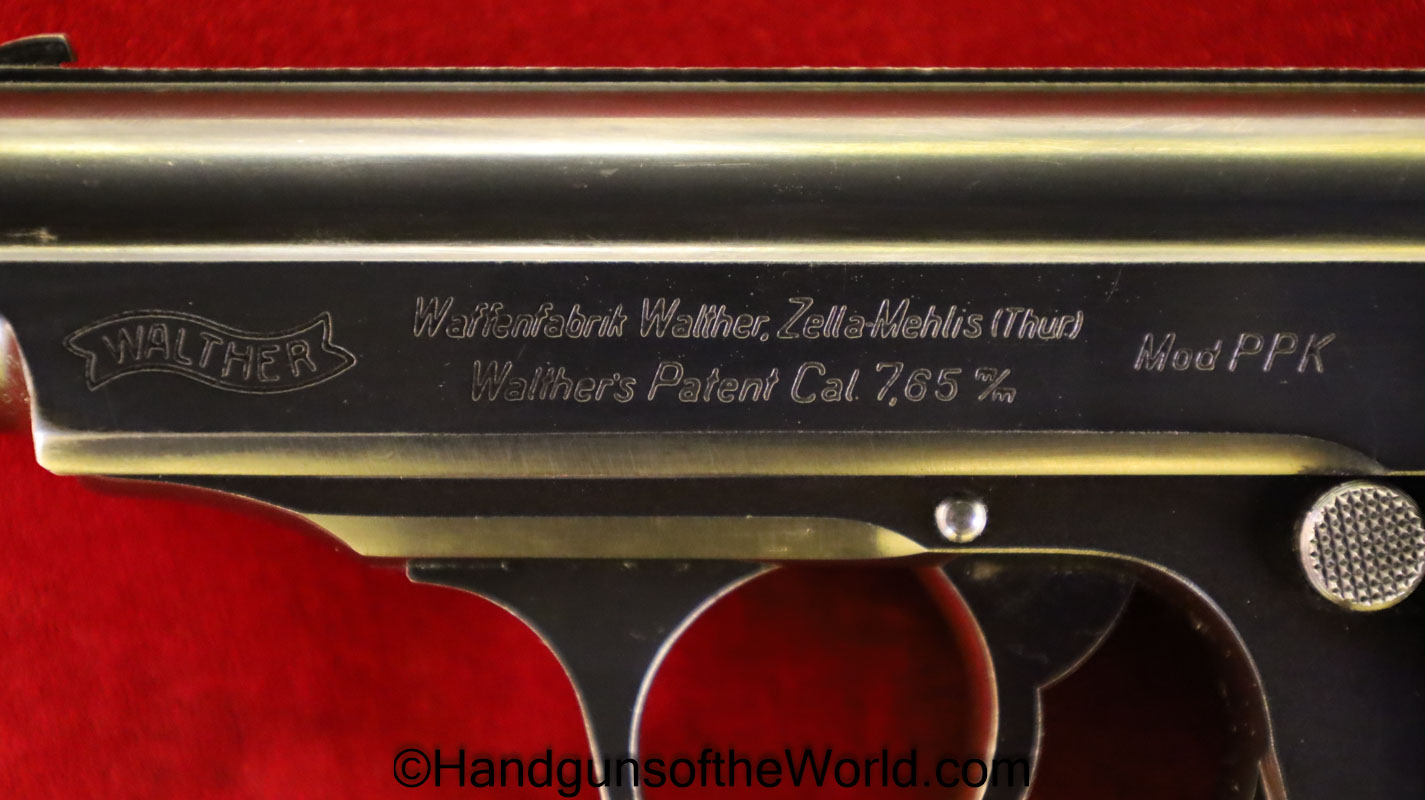 WALTHER
Waffenfabrik Walther, Zella-Mehlis (Thür.)
Walther's Patent Cal. 7,65 m/m
Mod PPK
©HandgunsoftheWorld.com